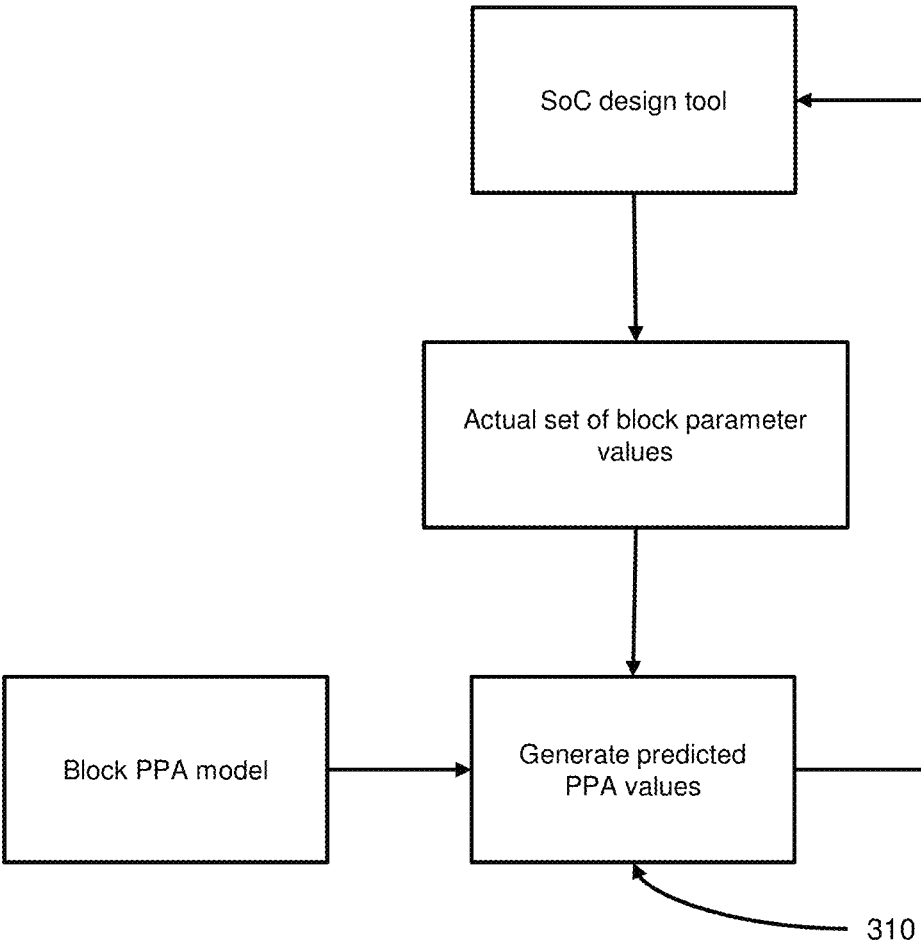 SoC design tool
Actual set of block parameter
values
Block PPA model
Generate predicted
PPA values
310